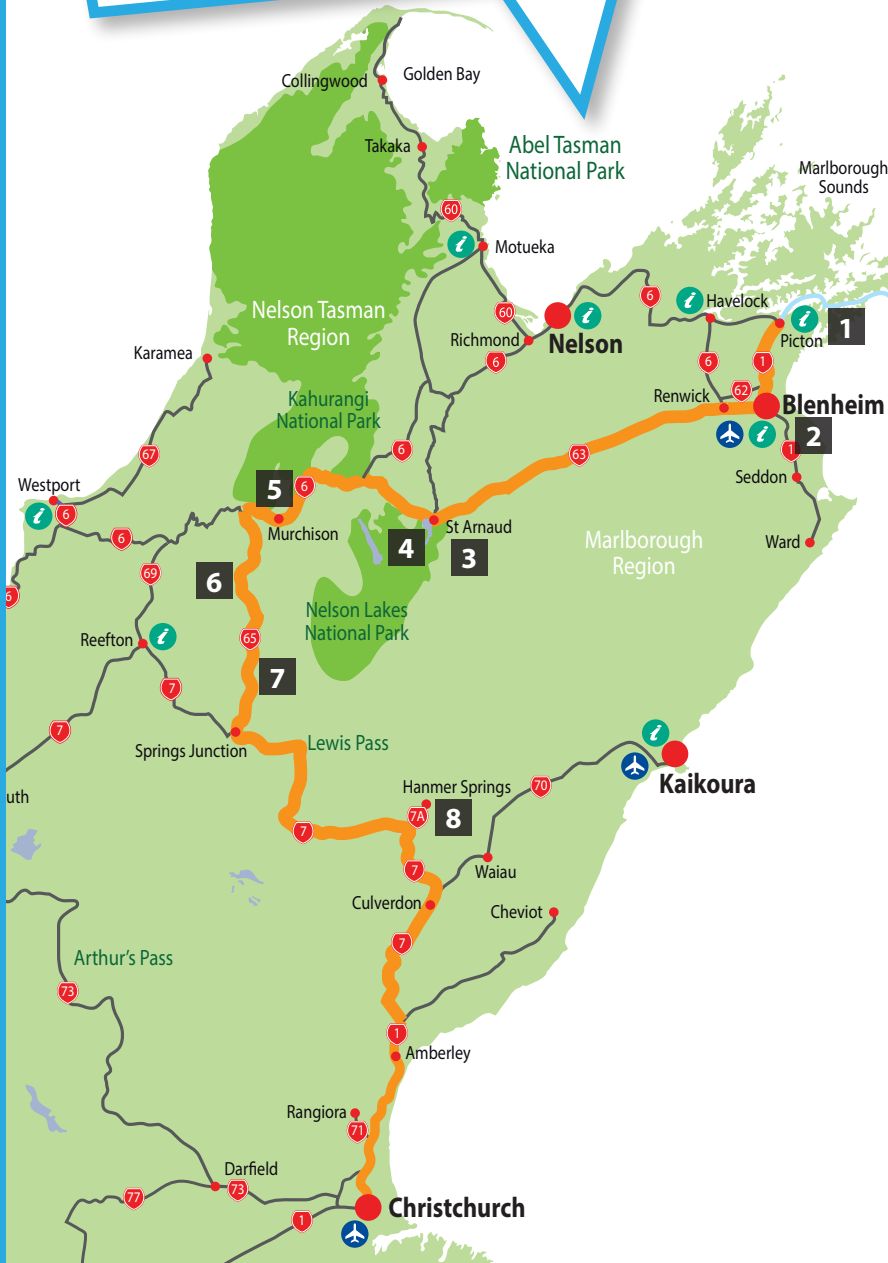 Collingwood
Golden Bay
Takaka
Abel Tasman
National Park
Marlborough
Sounds
60
i
Motueka
Nelson Tasman
Region
60
6
i
Havelock
i
Picton
1
Nelson
i
Richmond
6
Karamea
6
1
62
Renwick
Blenheim
i
2
1
Kahurangi
National Park
67
6
63
Seddon
Westport
i
6
5
6
Murchison
St Arnaud
4
3
Marlborough
Region
Ward
6
69
6
6
Nelson Lakes
National Park
Reefton
i
65
7
7
7
Springs Junction
Lewis Pass
i
Kaikoura
uth
Hanmer Springs
70
7A
8
7
7
Waiau
Culverdon
Cheviot
7
Arthur's Pass
73
1
Amberley
Rangiora
71
Darfield
77
73
Christchurch
1